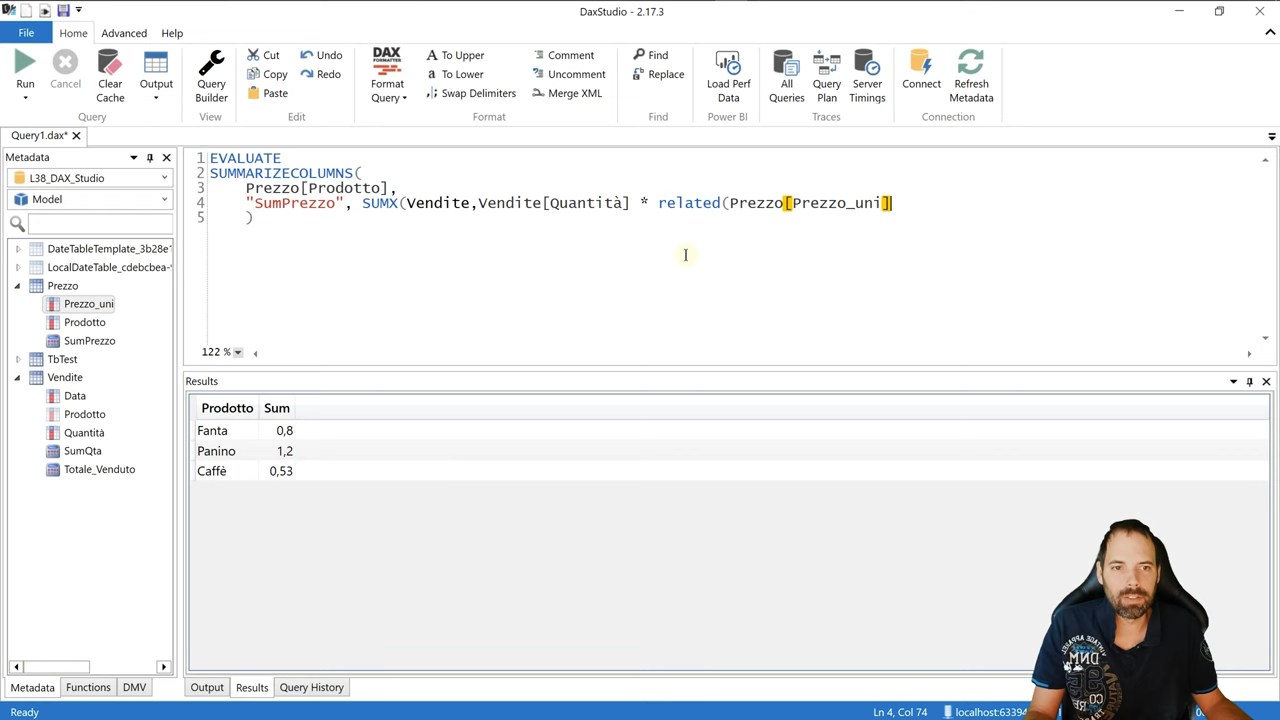 DaxStudio - 2.17.3
File
Home
Advanced
Help
Run
Cancel
Clear Cache
Output
Query
Query Builder
View
Cut
Copy
Paste
Undo
Redo
Edit
DAX FORMATTER
Format Query
To Upper
To Lower
Swap Delimiters
Comment
Uncomment
Merge XML
Format
Find
Replace
Find
Load Perf Data
Power BI
All Queries
Query Plan
Server Timings
Traces
Connect
Refresh Metadata
Connection
Query1.dax*
Metadata
L38_DAX_Studio
Model
DateTableTemplate_3b28e1
LocalDateTable_cdebcbea-
Prezzo
Prezzo_uni
Prodotto
SumPrezzo
TbTest
Vendite
Data
Prodotto
Quantità
SumQta
Totale_Venduto
Metadata
Functions
DMV
1 EVALUATE
2 SUMMARIZECOLUMNS(
3 Prezzo[Prodotto],
4 "SumPrezzo", SUMX(Vendite,Vendite[Quantità] * related(Prezzo[Prezzo_uni]
5 )
122 %
Results
Prodotto Sum
Fanta 0,8
Panino 1,2
Caffè 0,53
Output
Results
Query History
Ready
Ln 4, Col 74
localhost:63394
VINTAGE APPAREL
DNM